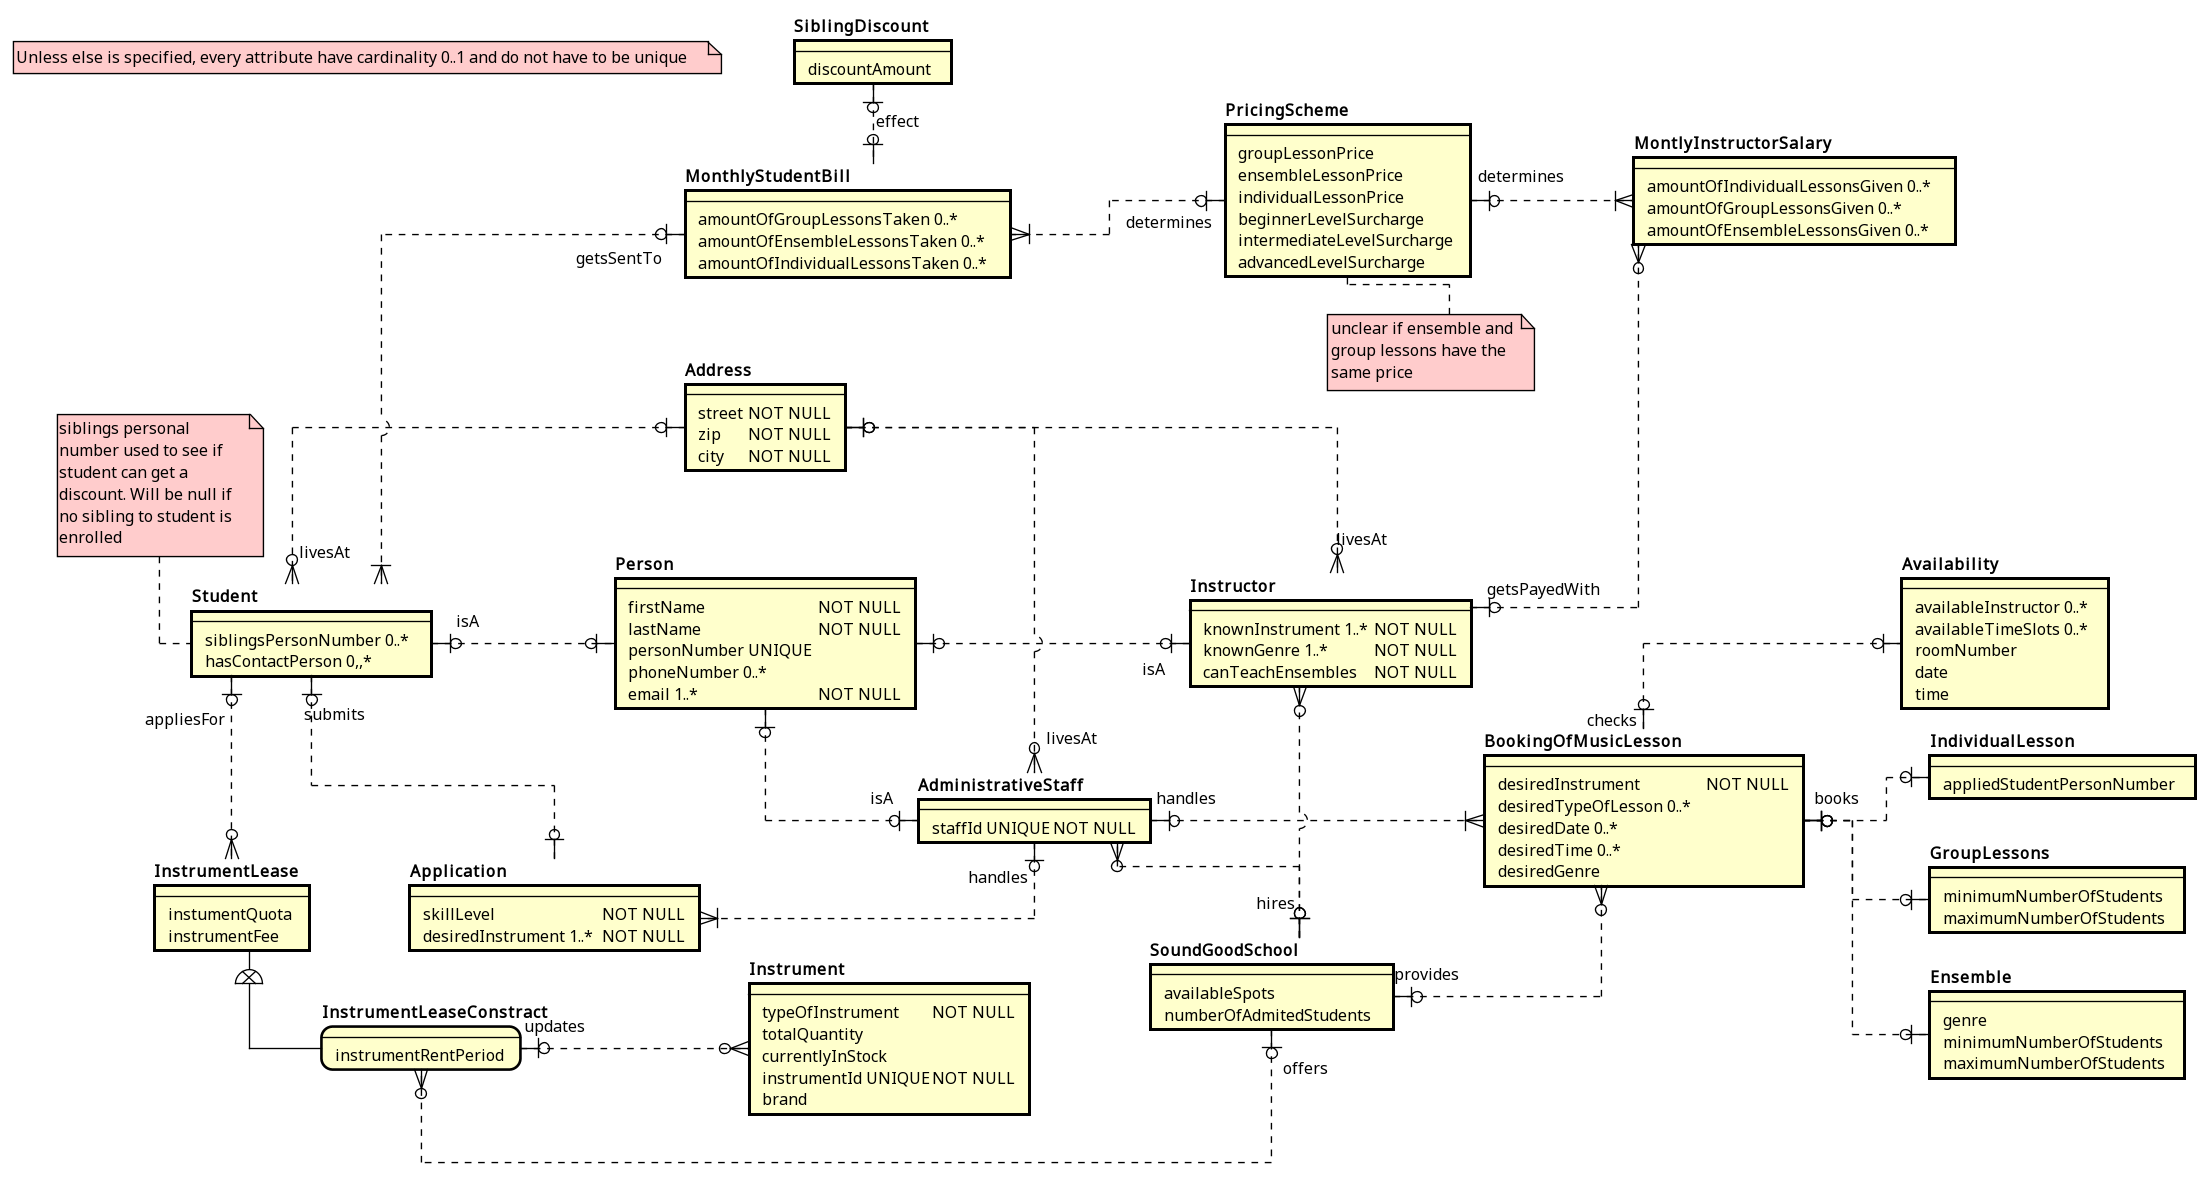 SiblingDiscount
discountAmount
Unless else is specified, every attribute have cardinality 0..1 and do not have to be unique
effect
PricingScheme
groupLessonPrice
ensembleLessonPrice
individualLessonPrice
beginnerLevelSurcharge
intermediateLevelSurcharge
advancedLevelSurcharge
determines
MontlyInstructorSalary
amountOfIndividualLessonsGiven 0..*
amountOfGroupLessonsGiven 0..*
amountOfEnsembleLessonsGiven 0..*
MonthlyStudentBill
amountOfGroupLessonsTaken 0..*
amountOfEnsembleLessonsTaken 0..*
amountOfIndividualLessonsTaken 0..*
determines
getsSentTo
unclear if ensemble and
group lessons have the
same price
Address
street NOT NULL
zip NOT NULL
city NOT NULL
siblings personal
number used to see if
student can get a
discount. Will be null if
no sibling to student is
enrolled
livesAt
livesAt
Student
siblingsPersonNumber 0..*
hasContactPerson 0,,*
isA
Person
firstName NOT NULL
lastName NOT NULL
personNumber UNIQUE
phoneNumber 0..*
email 1..* NOT NULL
isA
Instructor
knownInstrument 1..* NOT NULL
knownGenre 1..* NOT NULL
canTeachEnsembles NOT NULL
getsPayedWith
Availability
availableInstructor 0..*
availableTimeSlots 0..*
roomNumber
date
time
appliesFor
submits
livesAt
checks
isA
AdministrativeStaff
staffId UNIQUE NOT NULL
handles
BookingOfMusicLesson
desiredInstrument NOT NULL
desiredTypeOfLesson 0..*
desiredDate 0..*
desiredTime 0..*
desiredGenre
books
IndividualLesson
appliedStudentPersonNumber
GroupLessons
minimumNumberOfStudents
maximumNumberOfStudents
InstrumentLease
instumentQuota
instrumentFee
Application
skillLevel NOT NULL
desiredInstrument 1..* NOT NULL
handles
hires
SoundGoodSchool
availableSpots
numberOfAdmitedStudents
provides
Ensemble
genre
minimumNumberOfStudents
maximumNumberOfStudents
InstrumentLeaseConstract
instrumentRentPeriod
updates
Instrument
typeOfInstrument NOT NULL
totalQuantity
currentlyInStock
instrumentId UNIQUE NOT NULL
brand
offers